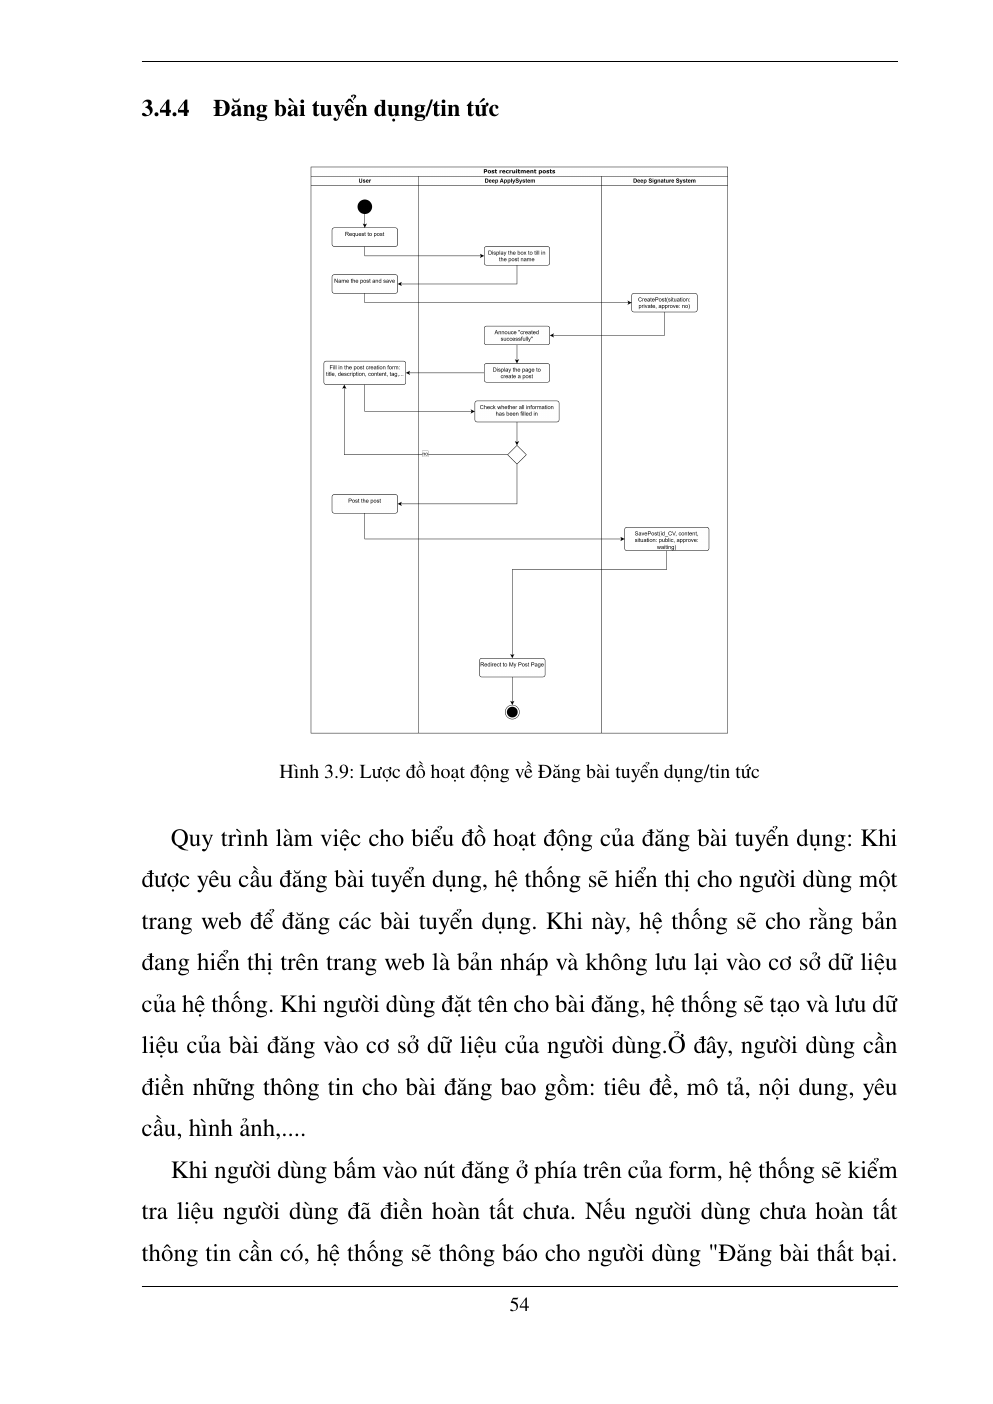 3.4.4 Đăng bài tuyển dụng/tin tức
Post recruitment posts
User
Deep ApplySystem
Deep Signature System
Request to post
Display the box to fill in
the post name
Name the post and save
CreatePost(situation:
private, approve: no)
Annouce "created
successfully"
Display the page to
create a post
Fill in the post creation form:
title, description, content, tag,...
Check whether all information
has been filled in
Post the post
SavePost(id_CV, content,
situation: public, approve:
waiting)
Redirect to My Post Page
Hình 3.9: Lược đồ hoạt động về Đăng bài tuyển dụng/tin tức
Quy trình làm việc cho biểu đồ hoạt động của đăng bài tuyển dụng: Khi
được yêu cầu đăng bài tuyển dụng, hệ thống sẽ hiển thị cho người dùng một
trang web để đăng các bài tuyển dụng. Khi này, hệ thống sẽ cho rằng bản
đang hiển thị trên trang web là bản nháp và không lưu lại vào cơ sở dữ liệu
của hệ thống. Khi người dùng đặt tên cho bài đăng, hệ thống sẽ tạo và lưu dữ
liệu của bài đăng vào cơ sở dữ liệu của người dùng.Ở đây, người dùng cần
điền những thông tin cho bài đăng bao gồm: tiêu đề, mô tả, nội dung, yêu
cầu, hình ảnh,....
Khi người dùng bấm vào nút đăng ở phía trên của form, hệ thống sẽ kiểm
tra liệu người dùng đã điền hoàn tất chưa. Nếu người dùng chưa hoàn tất
thông tin cần có, hệ thống sẽ thông báo cho người dùng "Đăng bài thất bại.
54